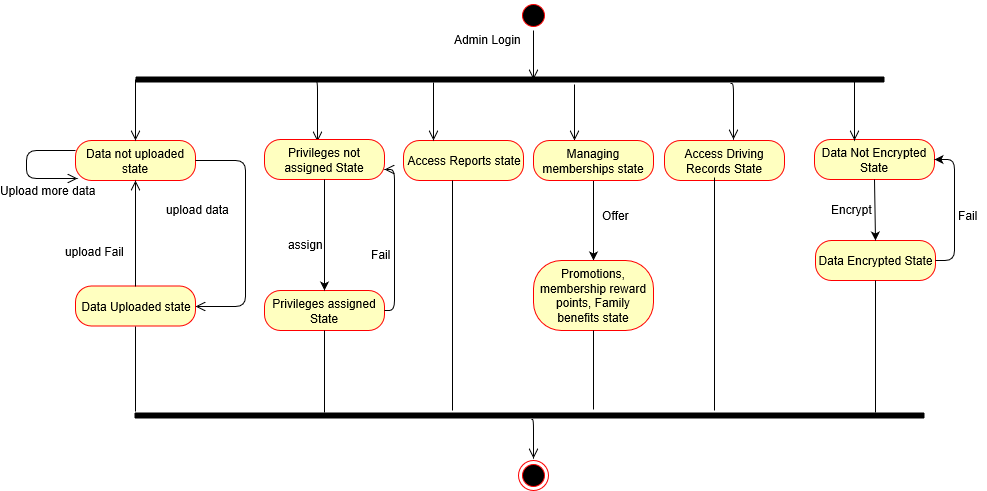 Admin Login
Data not uploaded
state
Privileges not
assigned State
Access Reports state
Managing
memberships state
Access Driving
Records State
Data Not Encrypted
State
Upload more data
upload data
Offer
Encrypt
Fail
assign
upload Fail
Fail
Data Encrypted State
Promotions,
membership reward
points, Family
benefits state
Data Uploaded state
Privileges assigned
State